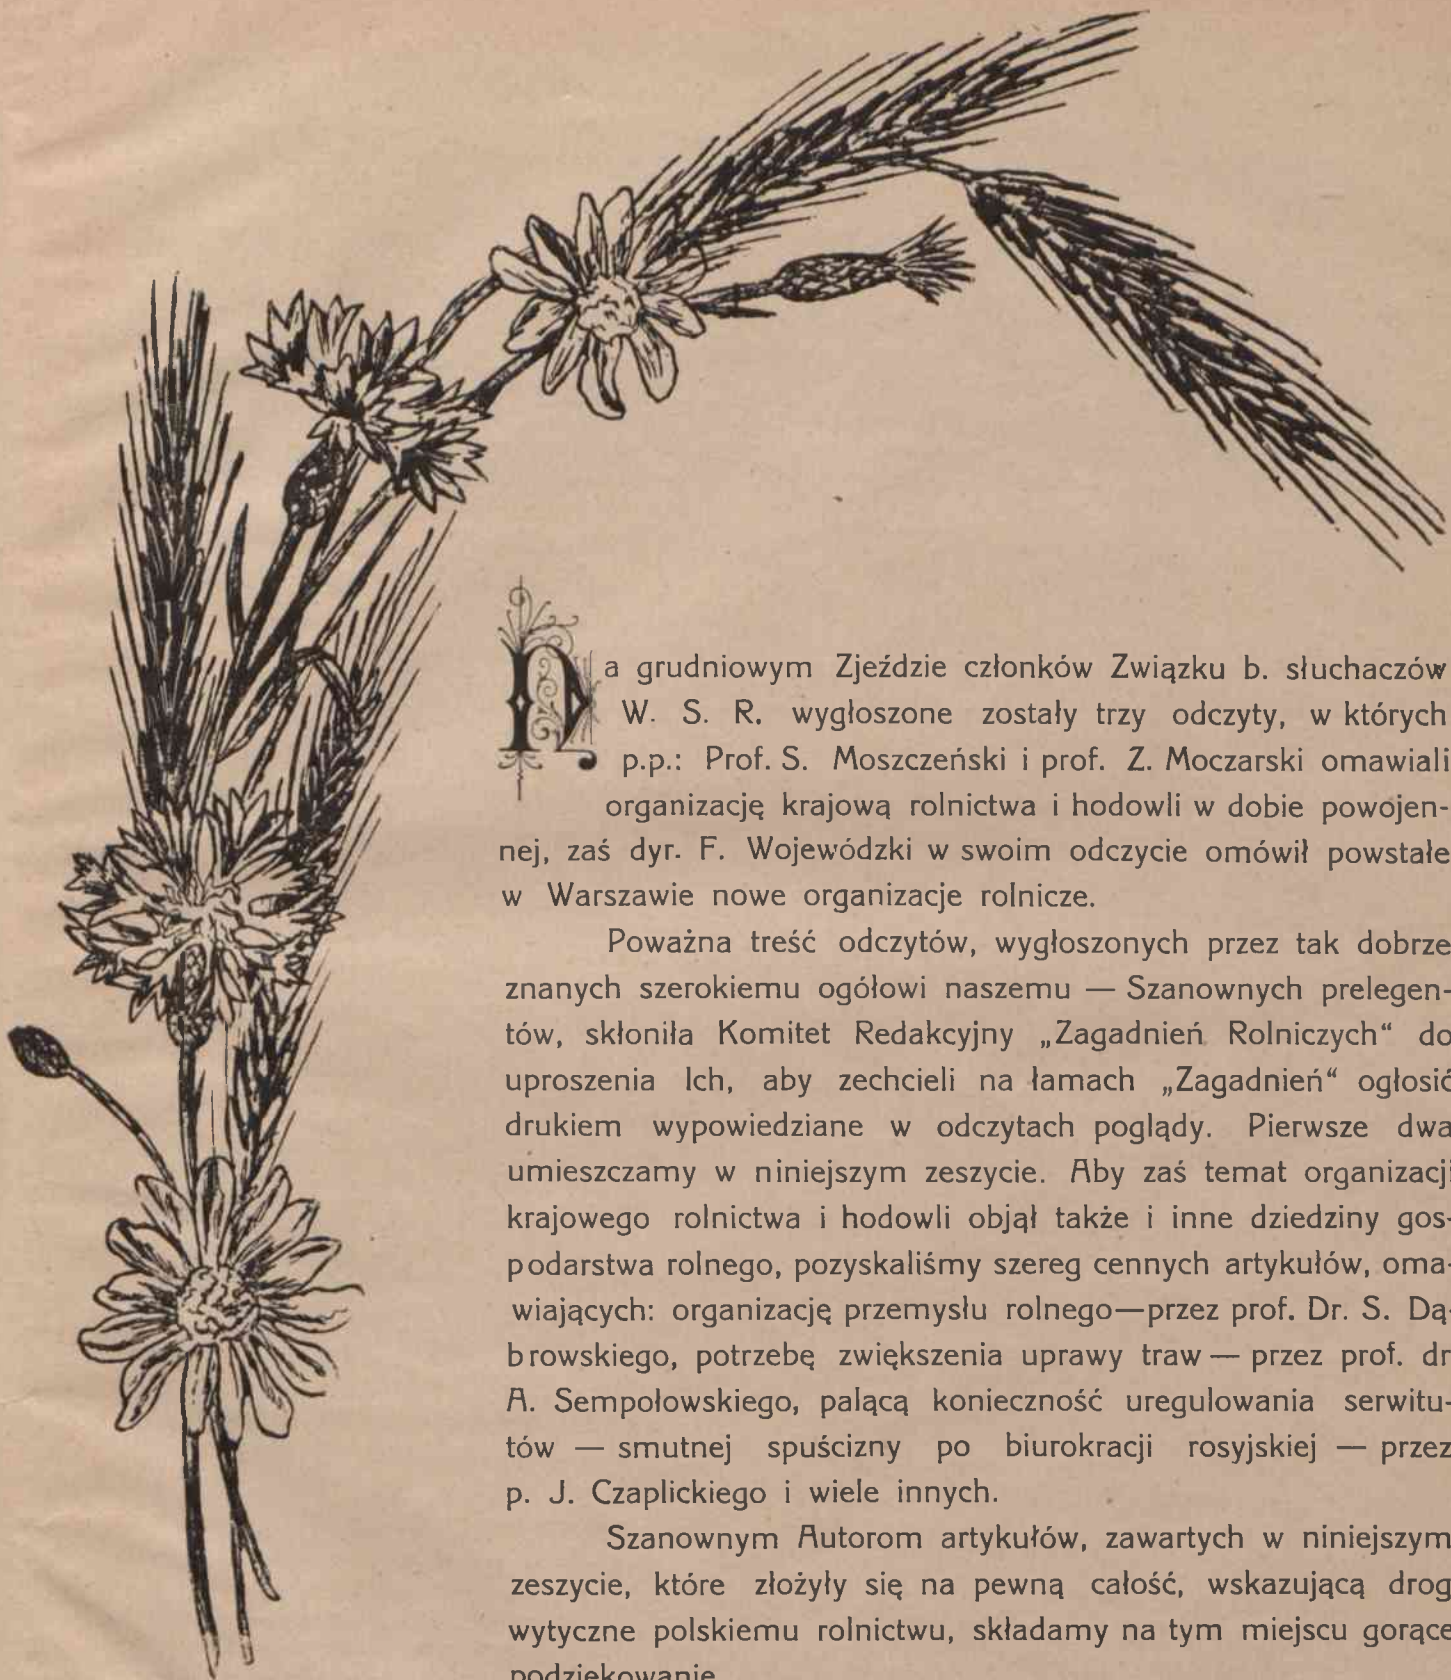 Na grudniowym Zjeździe członków Związku b. słuchaczów
W. S. R. wygłoszone zostały trzy odczyty, w których
p.p.: Prof. S. Moszczeński i prof. Z. Moczarski omawiali
organizację krajową rolnictwa i hodowli w dobie powojen-
nej, zaś dyr. F. Wojewódzki w swoim odczycie omówił powstałe
w Warszawie nowe organizacje rolnicze.
Poważna treść odczytów, wygłoszonych przez tak dobrze
znanych szerokiemu ogółowi naszemu — Szanownych prelegen-
tów, skłoniła Komitet Redakcyjny „Zagadnień Rolniczych“ do
uproszenia Ich, aby zechcieli na łamach „Zagadnień“ ogłosić
drukiem wypowiedziane w odczytach poglądy. Pierwsze dwa
umieszczamy w niniejszym zeszycie. Aby zaś temat organizacji
krajowego rolnictwa i hodowli objął także i inne dziedziny gos-
podarstwa rolnego, pozyskaliśmy szereg cennych artykułów, oma-
wiających: organizację przemysłu rolnego—przez prof. Dr. S. Dą-
browskiego, potrzebę zwiększenia uprawy traw — przez prof. dr
A. Sempołowskiego, palącą konieczność uregulowania serwitu-
tów — smutnej spuścizny po biurokracji rosyjskiej — przez
p. J. Czaplickiego i wiele innych.
Szanownym Autorom artykułów, zawartych w niniejszym
zeszycie, które złożyły się na pewną całość, wskazującą drog
wytyczne polskiemu rolnictwu, składamy na tym miejscu gorące
podziękowanie